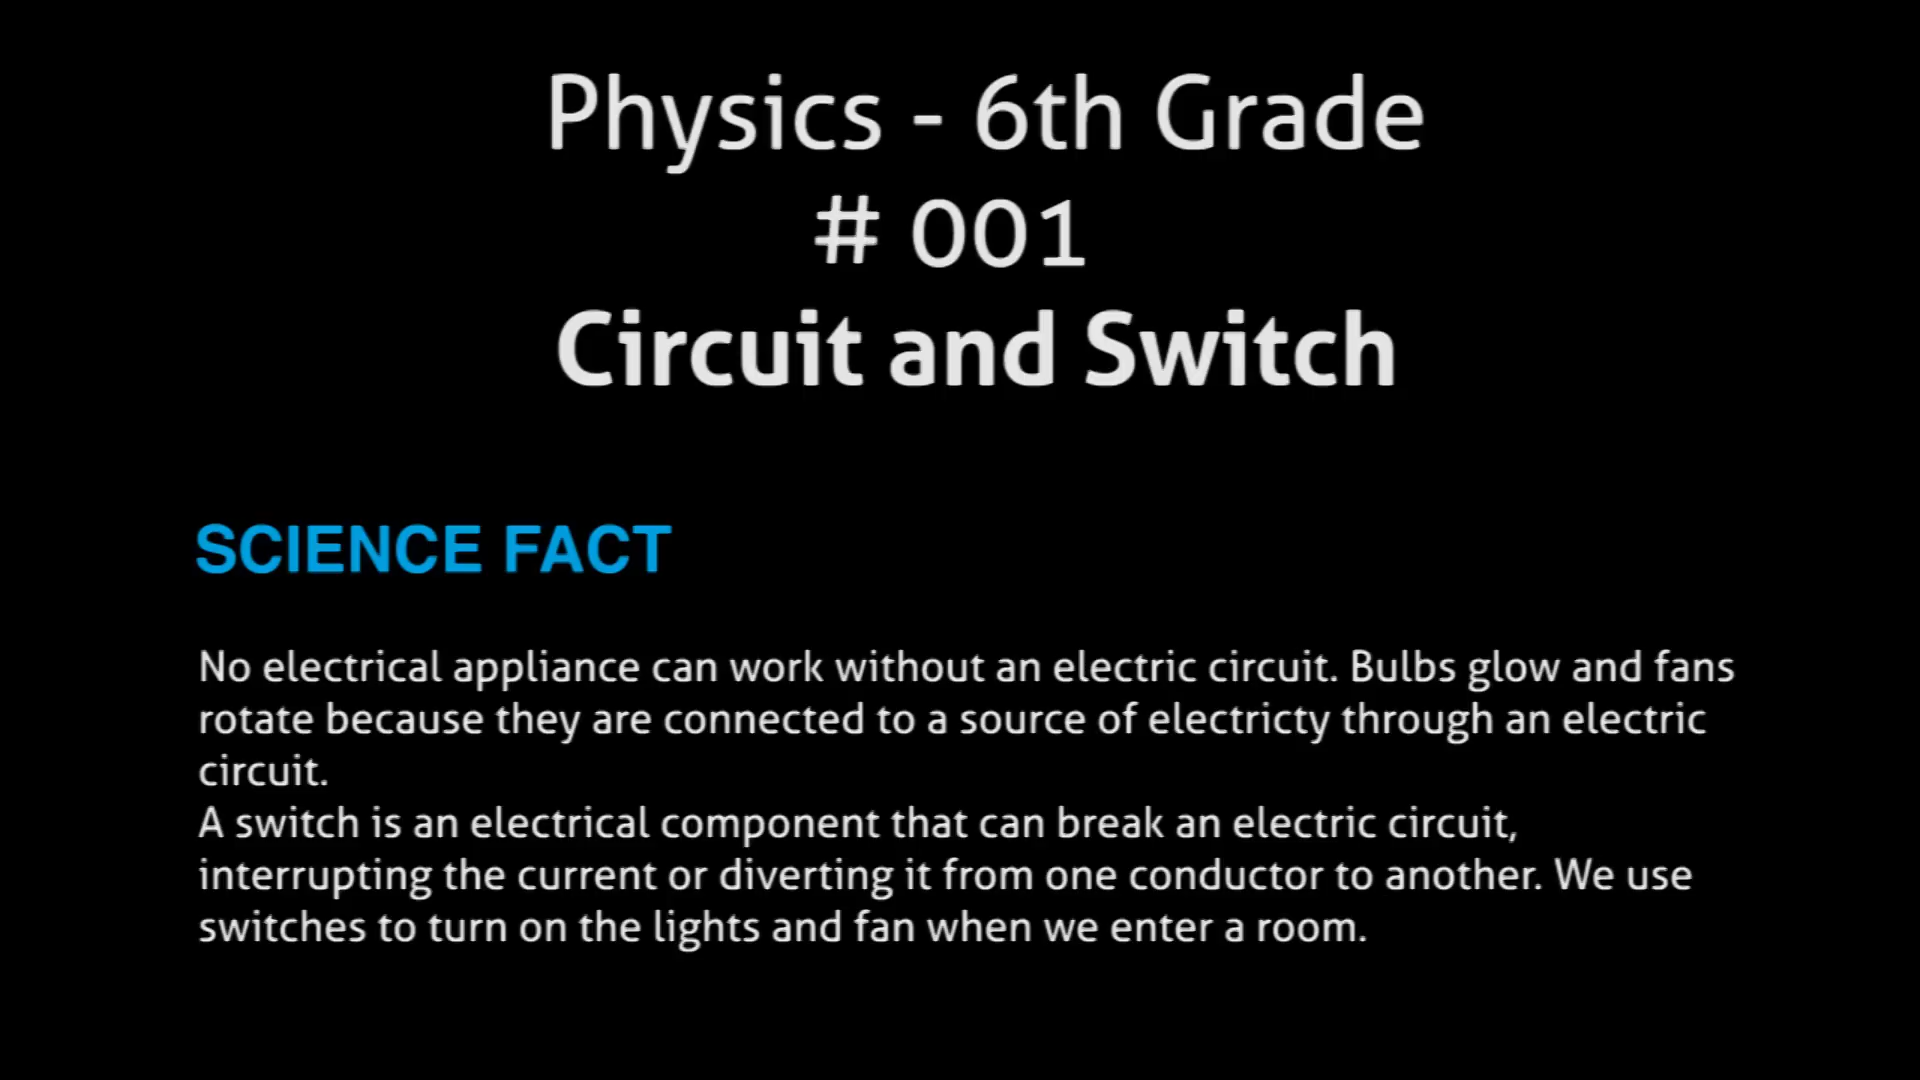 Physics - 6th Grade
# 001
Circuit and Switch
SCIENCE FACT
No electrical appliance can work without an electric circuit. Bulbs glow and fans
rotate because they are connected to a source of electricty through an electric
circuit.
A switch is an electrical component that can break an electric circuit,
interrupting the current or diverting it from one conductor to another. We use
switches to turn on the lights and fan when we enter a room.